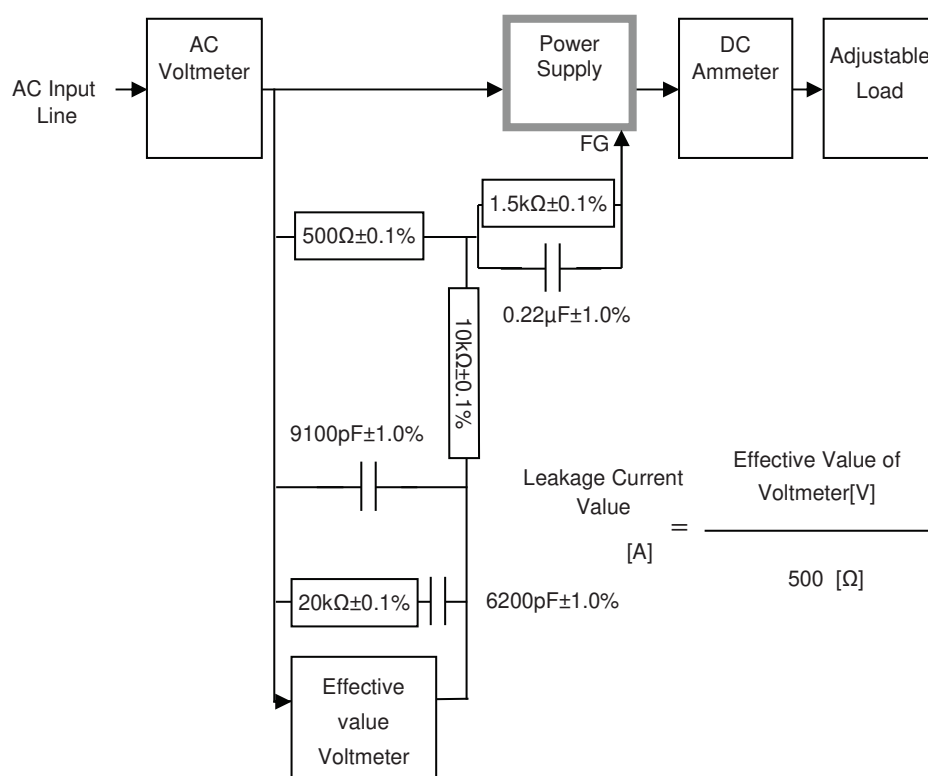 AC
Voltmeter
Power
Supply
DC
Ammeter
Adjustable
Load
AC Input
Line
FG
1.5kΩ±0.1%
500Ω±0.1%
0.22μF±1.0%
10kΩ±0.1%
9100pF±1.0%
Leakage Current
Value
[A]
=
Effective Value of
Voltmeter[V]
500 [Ω]
20kΩ±0.1%
6200pF±1.0%
Effective
value
Voltmeter